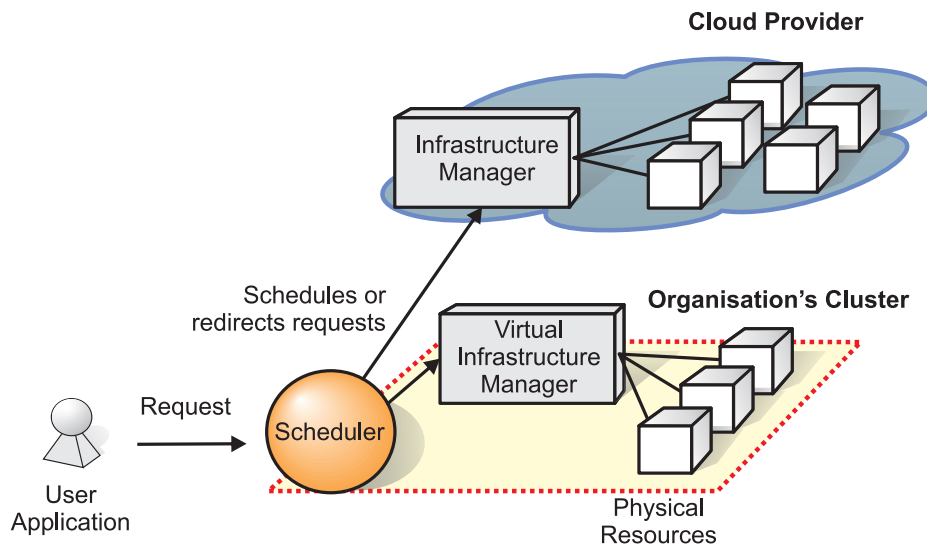 Cloud Provider
Infrastructure
Manager
Schedules or
redirects requests
Organisation's Cluster
Virtual
Infrastructure
Manager
Request
Scheduler
User
Application
Physical
Resources